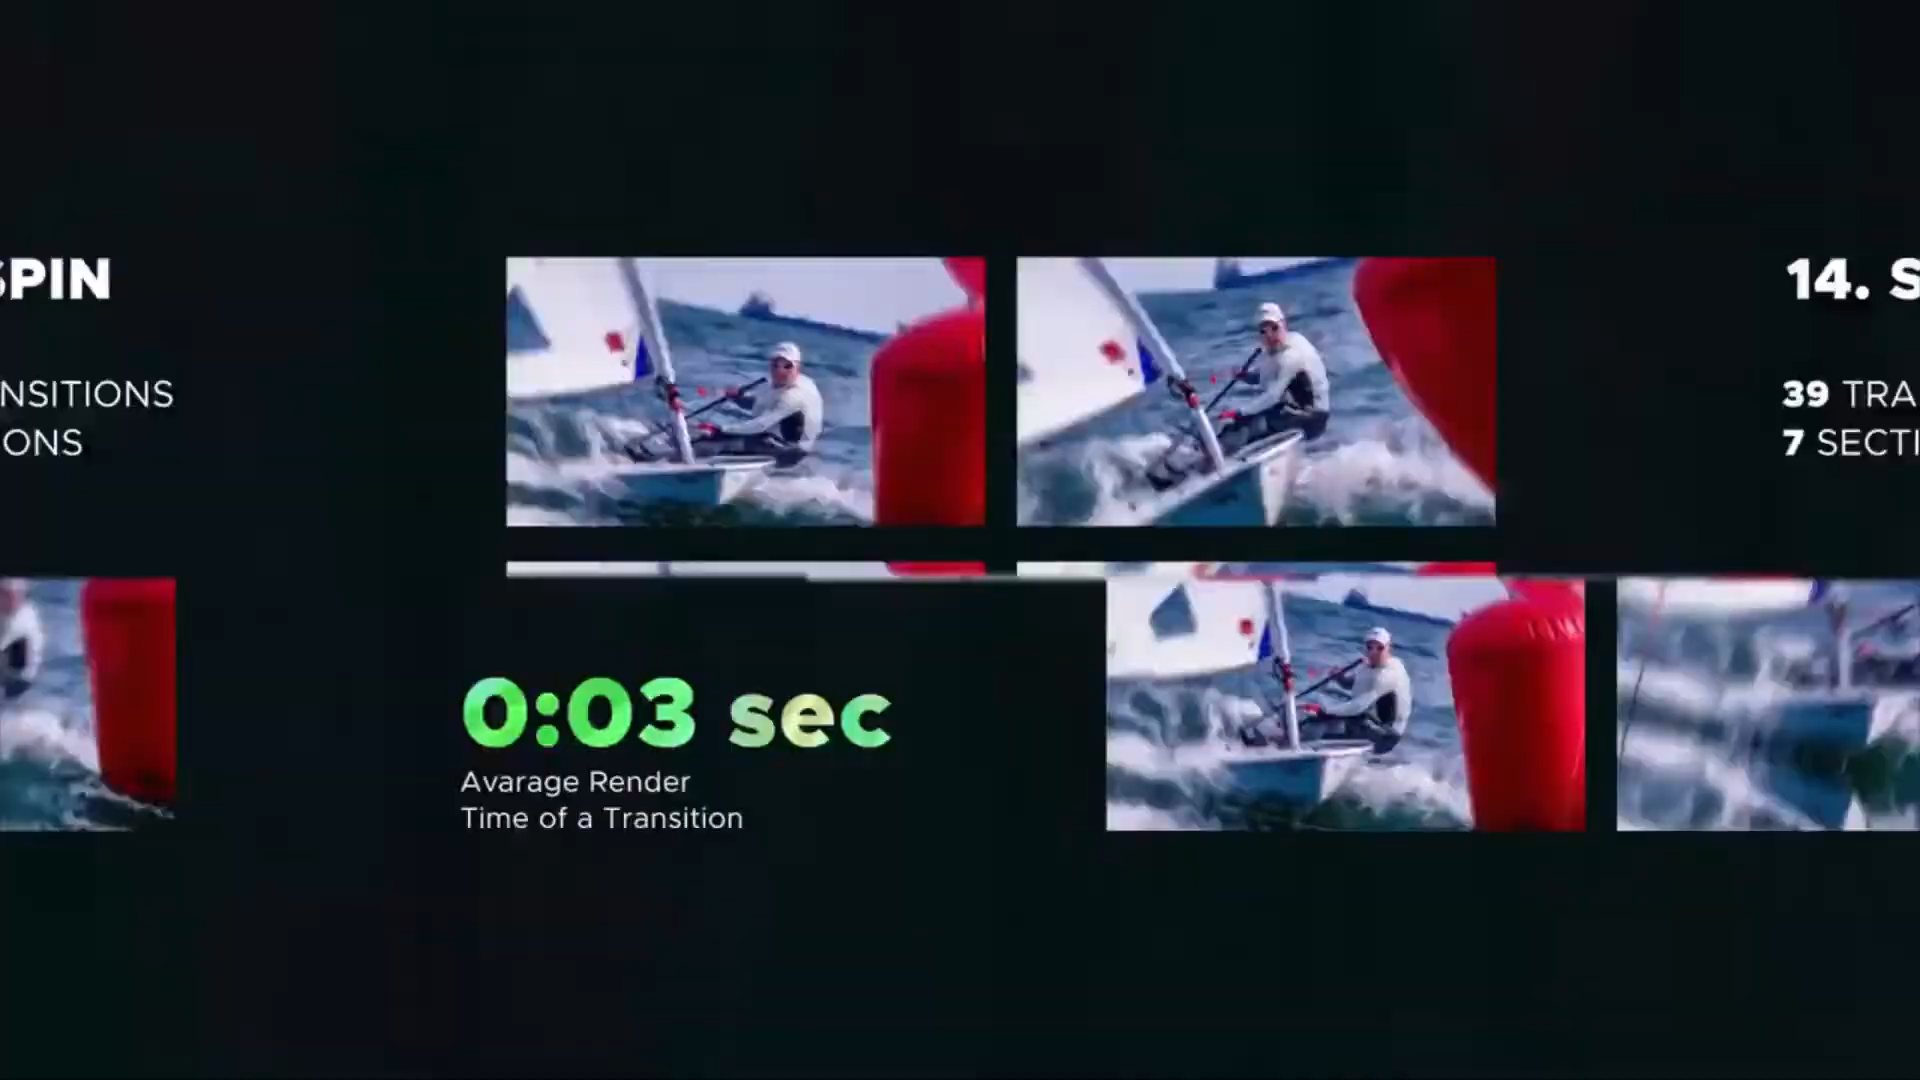 SPIN
NSITIONS
ONS
14. S
39 TRA
7 SECTI
0:03 sec
Avarage Render
Time of a Transition